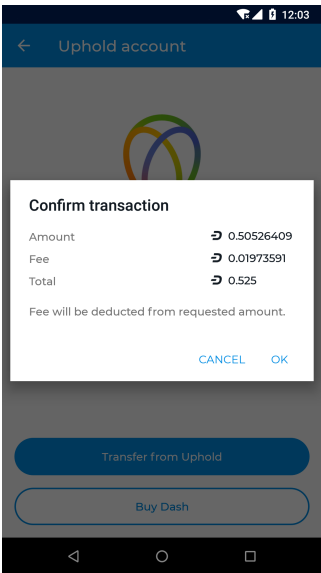 12:03
Uphold account
Confirm transaction
Amount 0.50526409
Fee 0.01973591
Total 0.525
Fee will be deducted from requested amount.
CANCEL OK
Transfer from Uphold
Buy Dash